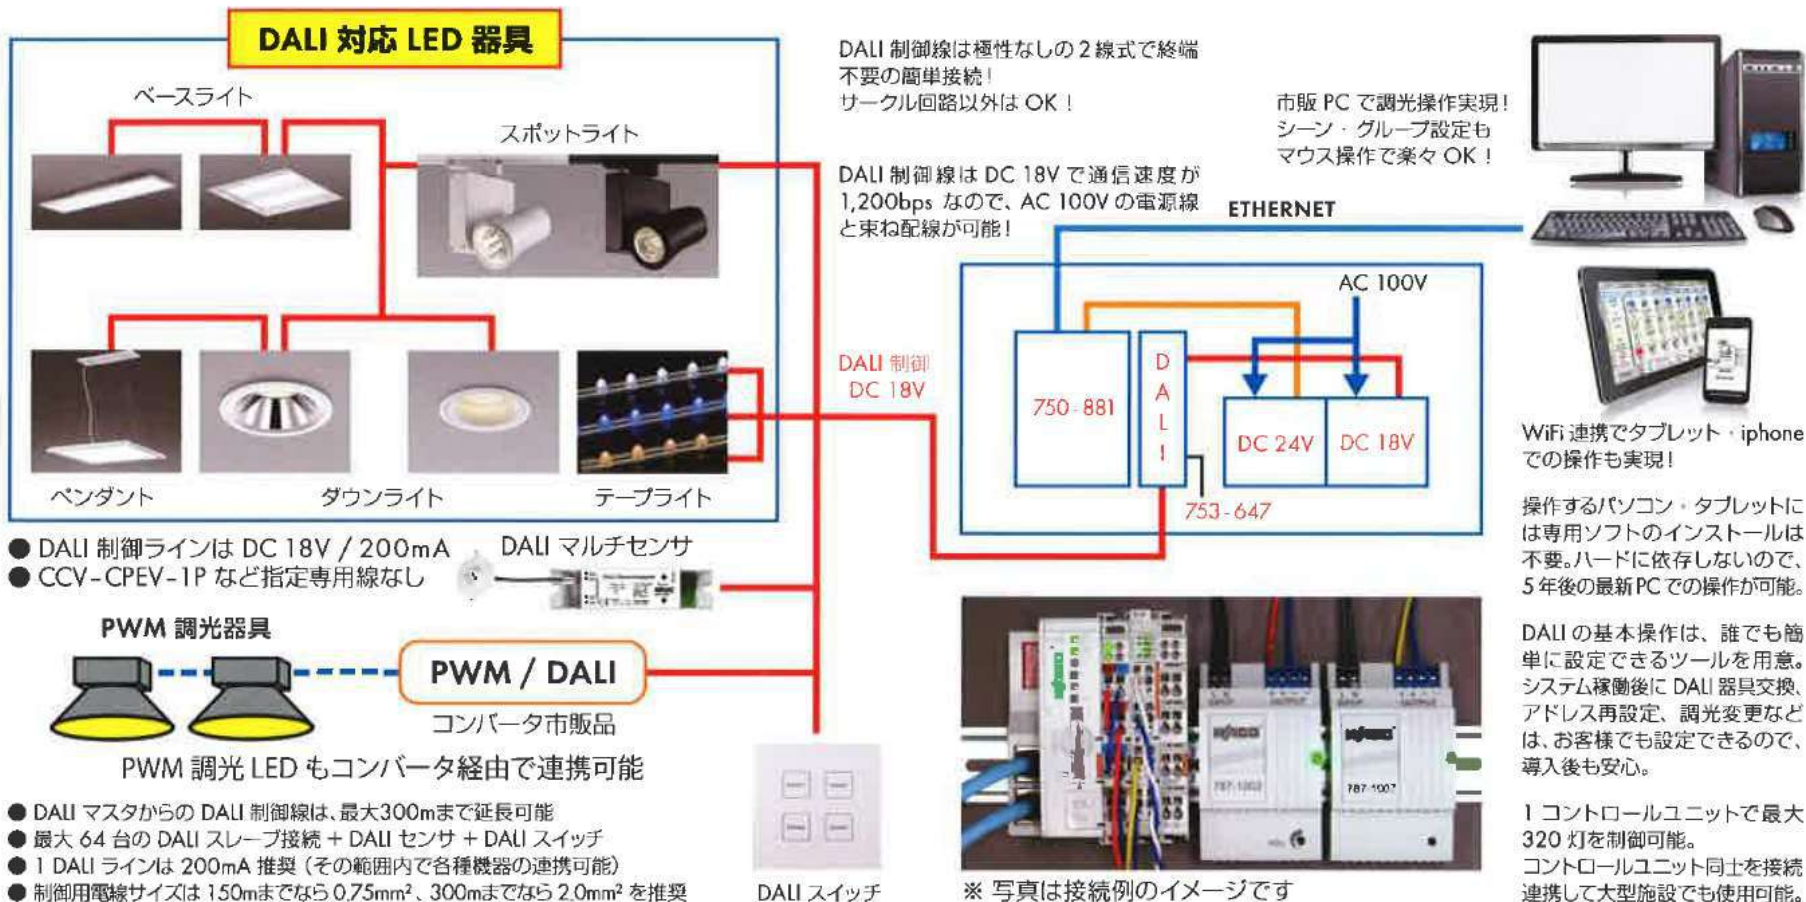 DALI 対応 LED 器具
ベースライト
スポットライト
ペンダント
ダウンライト
テープライト
DALI 制御線は極性なしの2線式で終端
不要の簡単接続!
サークル回路以外は OK !
DALI 制御線は DC 18V で通信速度が
1,200bps なので、AC 100V の電源線
と束ね配線が可能!
市販 PC で調光操作実現!
シーン・グループ設定も
マウス操作で楽々 OK !
ETHERNET
AC 100V
DALI 制御
DC 18V
750-881
DALI
DC 24V
DC 18V
753-647
WiFi 連携でタブレット・iphone
での操作も実現!
操作するパソコン・タブレットに
は専用ソフトのインストールは
不要。ハードに依存しないので、
5年後の最新PCでの操作が可能。
DALI の基本操作は、誰でも簡
単に設定できるツールを用意。
システム稼働後に DALI 器具交換、
アドレス再設定、調光変更など
は、お客様でも設定できるので、
導入後も安心。
1 コントロールユニットで最大
320 灯を制御可能。
コントロールユニット同士を接続
連携して大型施設でも使用可能。
● DALI 制御ラインは DC 18V / 200mA
● CCV-CPEV-1P など指定専用線なし
DALI マルチセンサ
PWM 調光器具
PWM / DALI
コンバータ市販品
PWM 調光 LED もコンバータ経由で連携可能
● DALI マスタからの DALI 制御線は、最大300mまで延長可能
● 最大 64 台の DALI スレーブ接続 + DALI センサ + DALI スイッチ
● 1 DALI ラインは 200mA 推奨 (その範囲内で各種機器の連携可能)
● 制御用電線サイズは 150mまでなら 0.75mm²、300mまでなら 2.0mm² を推奨
DALI スイッチ
WAGO
787-1002
787-1007
※ 写真は接続例のイメージです